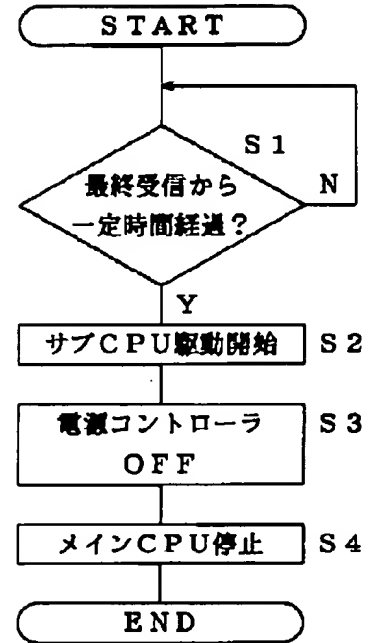 START
S1
最終受信から
一定時間経過?
N
Y
サブCPU駆動開始 S2
電源コントローラ S3
OFF
メインCPU停止 S4
END